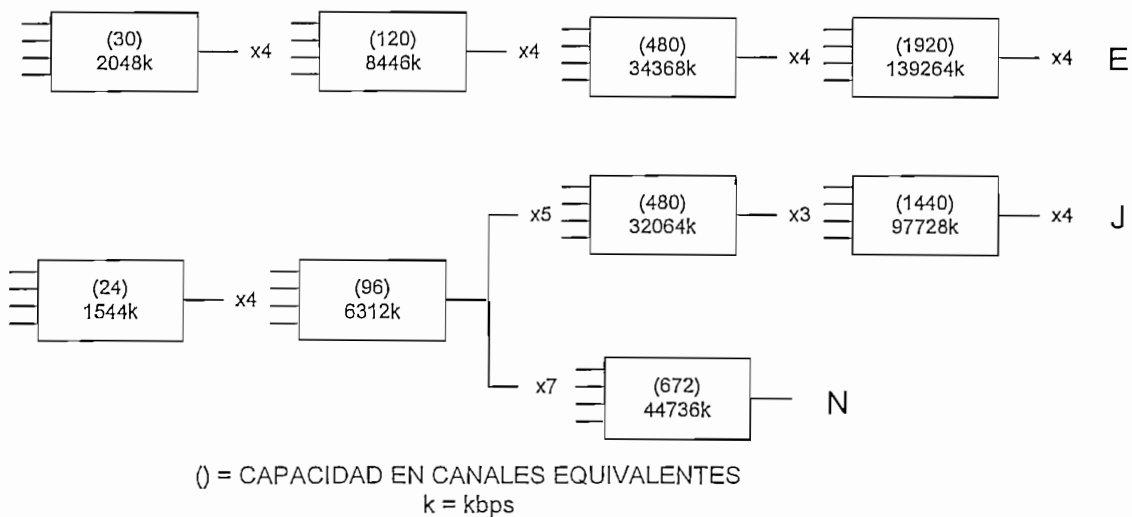 (30)
2048k
x4
(120)
8446k
x4
(480)
34368k
x4
(1920)
139264k
x4
E
x5
(480)
32064k
x3
(1440)
97728k
x4
J
(24)
1544k
x4
(96)
6312k
x7
(672)
44736k
N
() = CAPACIDAD EN CANALES EQUIVALENTES
k = kbps